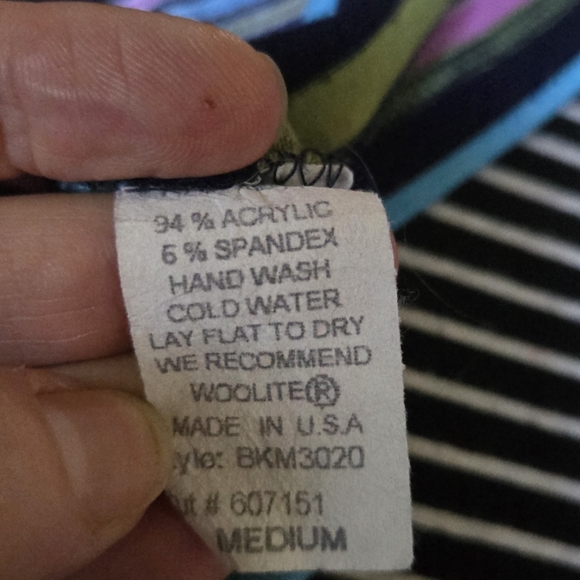 94 % ACRYLIC
6 % SPANDEX
HAND WASH
COLD WATER
LAY FLAT TO DRY
WE RECOMMEND
WOOLITE®
MADE IN U.S.A
yle: BKM3020
ut # 607151
MEDIUM